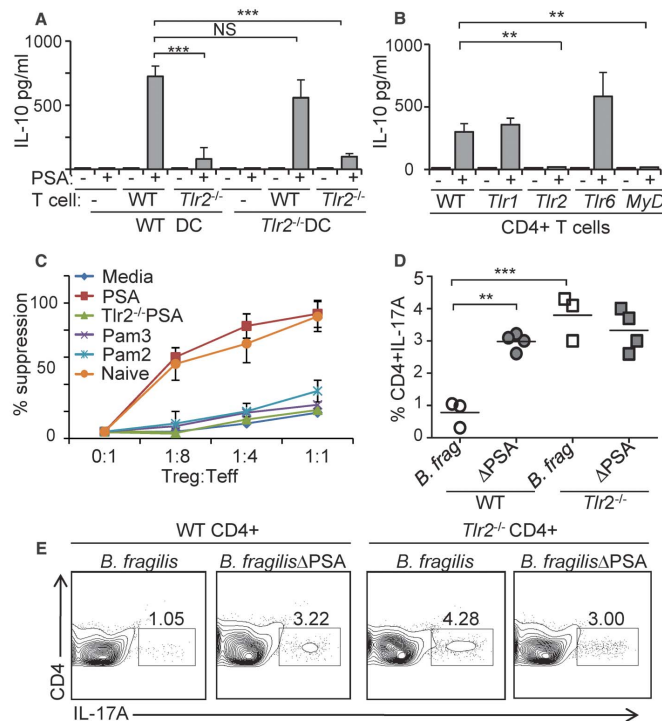 A
***
NS
***
IL-10 pg/ml
1000
500
0
PSA: - + - + - + - + - + - +
T cell: - WT Tlr2-/- - WT Tlr2-/-
WT DC Tlr2-/-DC
B
**
**
IL-10 pg/ml
1000
500
0
- + - + - + - + - +
WT Tlr1 Tlr2 Tlr6 MyD
CD4+ T cells
C
Media
PSA
Tlr2-/-PSA
Pam3
Pam2
Naive
% suppression
100
60
20
0
0:1 1:8 1:4 1:1
Treg:Teff
D
***
**
% CD4+IL-17A
6
5
4
3
2
1
0
B. frag ΔPSA B. frag ΔPSA
WT Tlr2-/-
E
WT CD4+ Tlr2-/- CD4+
B. fragilis B. fragilisΔPSA B. fragilis B. fragilisΔPSA
1.05 3.22 4.28 3.00
CD4
IL-17A